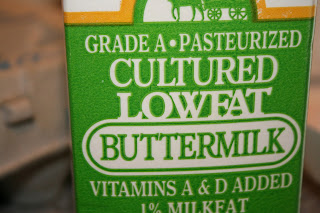 GRADE A • PASTEURIZED
CULTURED
LOWFAT
BUTTERMILK
VITAMINS A & D ADDED
1% MILKFAT